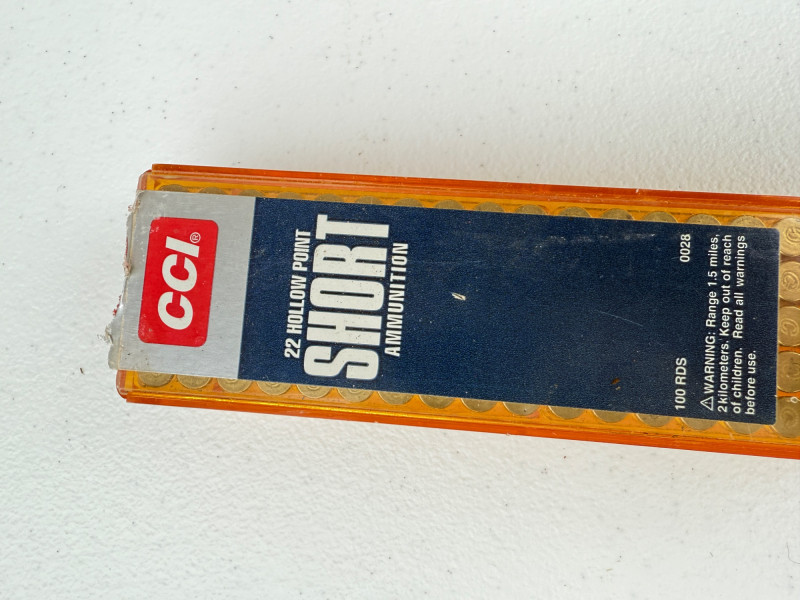 CCI®
22 HOLLOW POINT
SHORT
AMMUNITION
100 RDS
0028
⚠WARNING: Range 1.5 miles,
2 kilometers. Keep out of reach
of children. Read all warnings
before use.